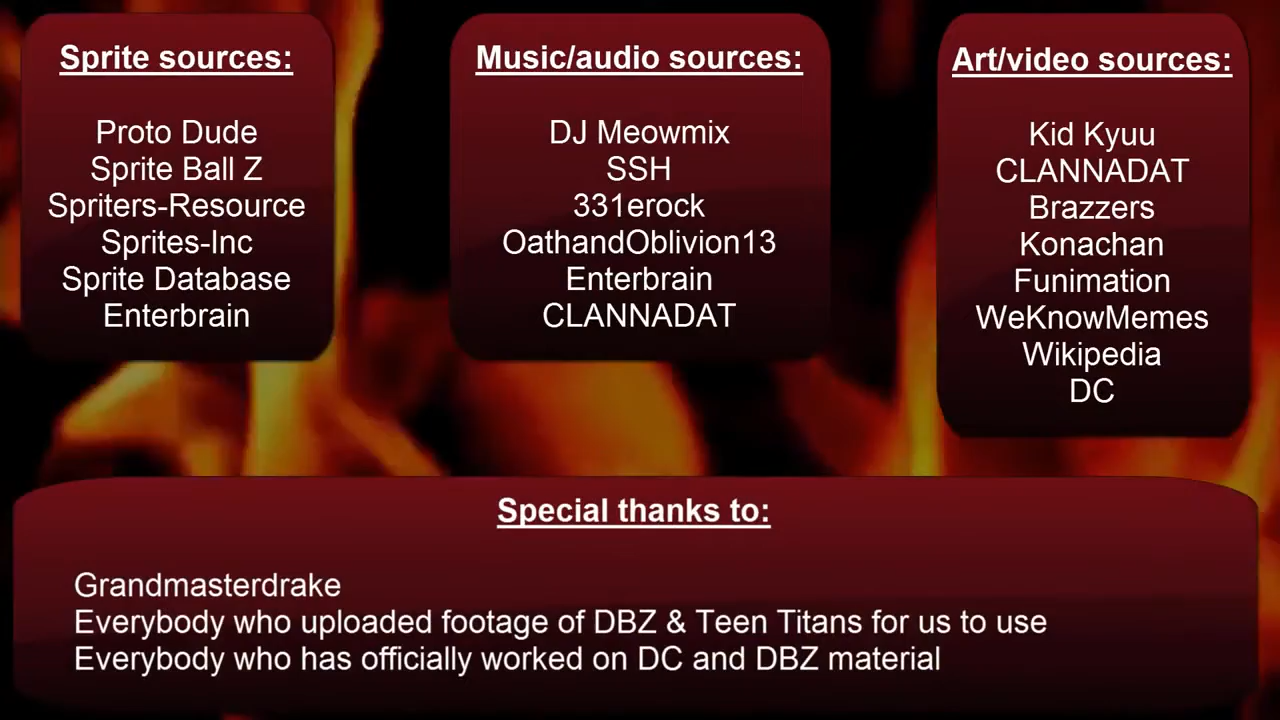 Sprite sources:
Proto Dude
Sprite Ball Z
Spriters-Resource
Sprites-Inc
Sprite Database
Enterbrain
Music/audio sources:
DJ Meowmix
SSH
331erock
OathandOblivion13
Enterbrain
CLANNADAT
Art/video sources:
Kid Kyuu
CLANNADAT
Brazzers
Konachan
Funimation
WeKnowMemes
Wikipedia
DC
Special thanks to:
Grandmasterdrake
Everybody who uploaded footage of DBZ & Teen Titans for us to use
Everybody who has officially worked on DC and DBZ material